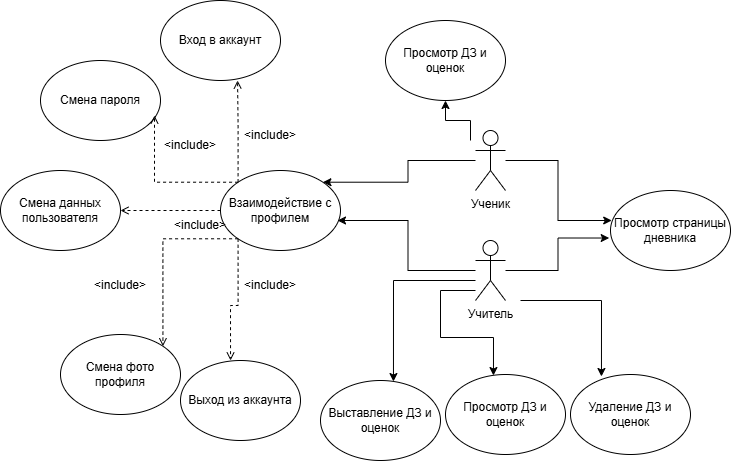 Вход в аккаунт
Просмотр ДЗ и
оценок
Смена пароля
<include>
<include>
Смена данных
пользователя
<include>
Взаимодействие с
профилем
Ученик
Просмотр страницы
дневника
<include>
<include>
Учитель
Смена фото
профиля
Выход из аккаунта
Выставление ДЗ и
оценок
Просмотр ДЗ и
оценок
Удаление ДЗ и
оценок